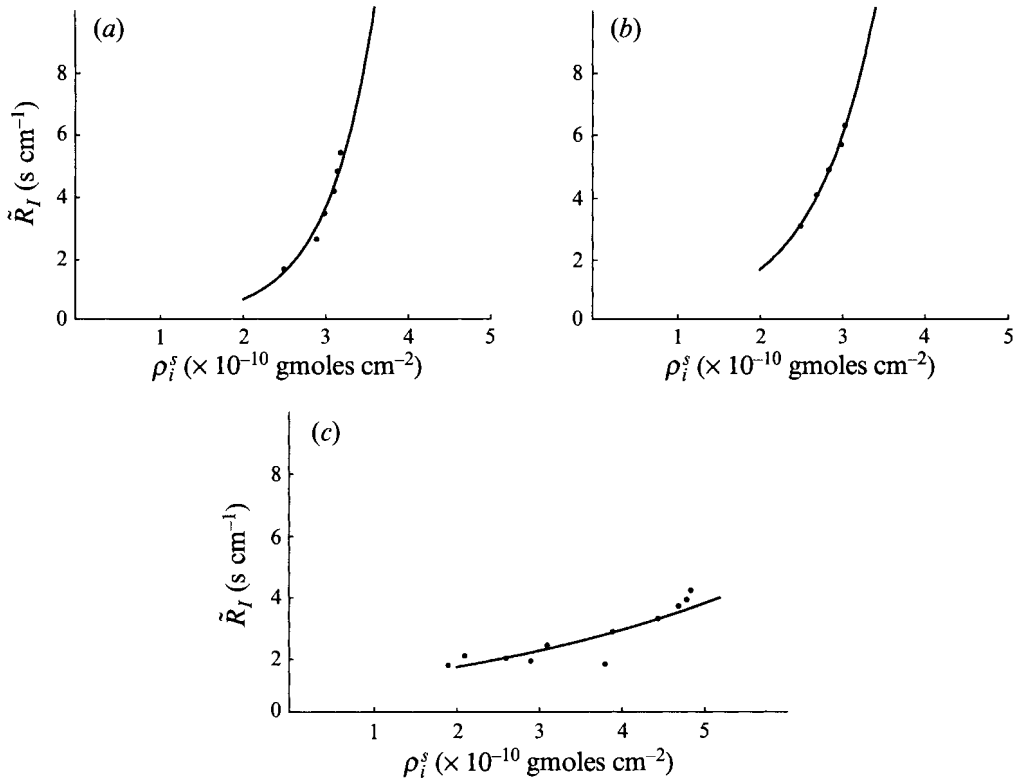 (a)
8
6
4
2
0
R̃_I (s cm⁻¹)
1 2 3 4 5
ρ_i^s (× 10⁻¹⁰ gmoles cm⁻²)
(b)
8
6
4
2
0
1 2 3 4 5
ρ_i^s (× 10⁻¹⁰ gmoles cm⁻²)
(c)
8
6
4
2
0
R̃_I (s cm⁻¹)
1 2 3 4 5
ρ_i^s (× 10⁻¹⁰ gmoles cm⁻²)